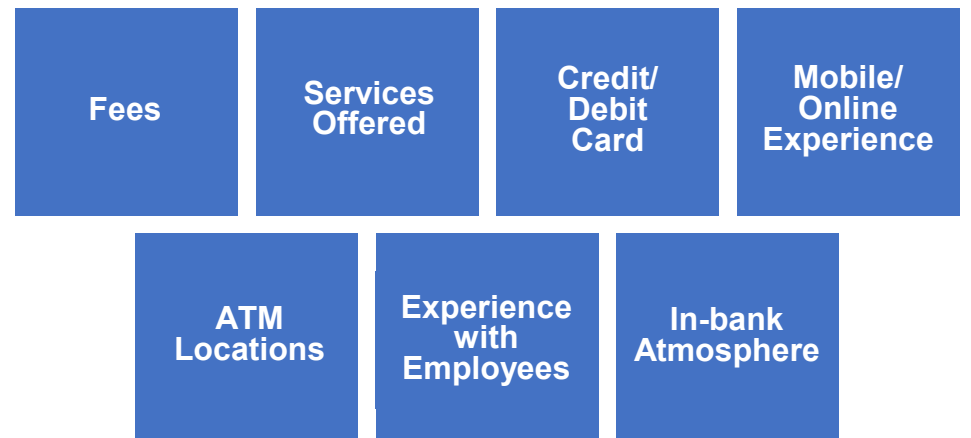 Fees
Services
Offered
Credit/
Debit
Card
Mobile/
Online
Experience
ATM
Locations
Experience
with
Employees
In-bank
Atmosphere